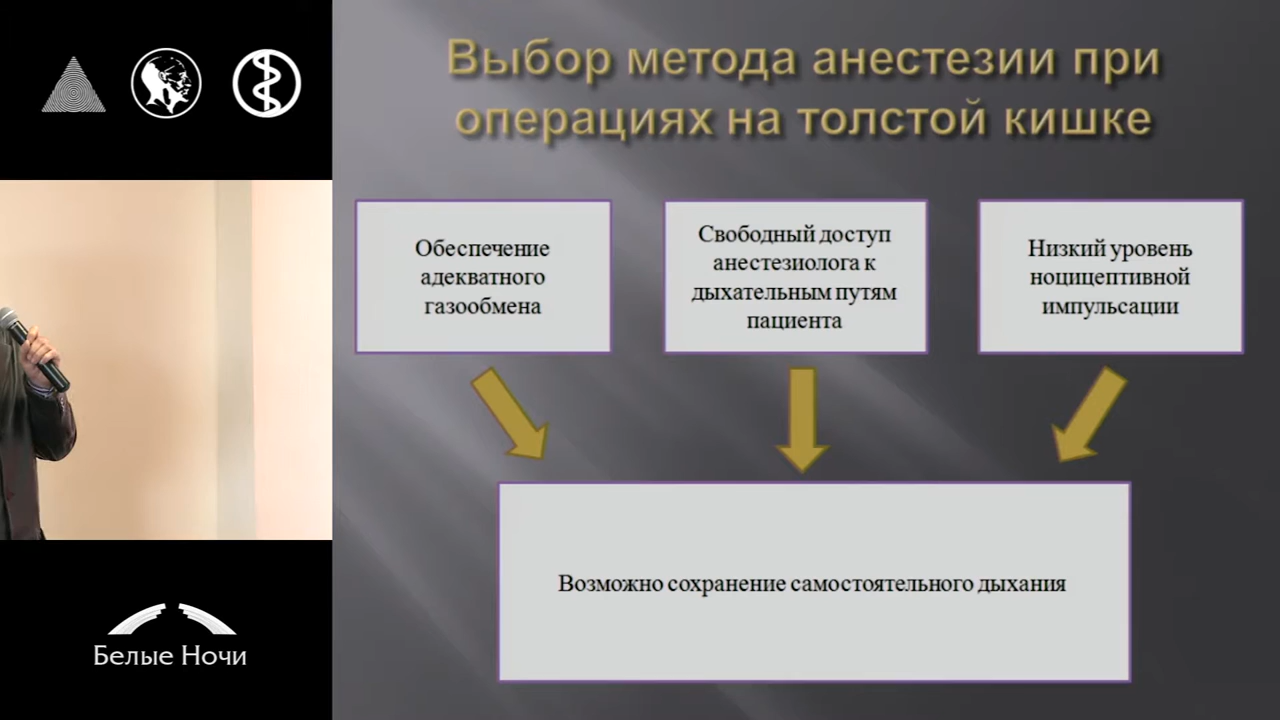 Выбор метода анестезии при
операциях на толстой кишке
Обеспечение
адекватного
газообмена
Свободный доступ
анестезиолога к
дыхательным путям
пациента
Низкий уровень
ноцицептивной
импульсации
Возможно сохранение самостоятельного дыхания
Белые Ночи